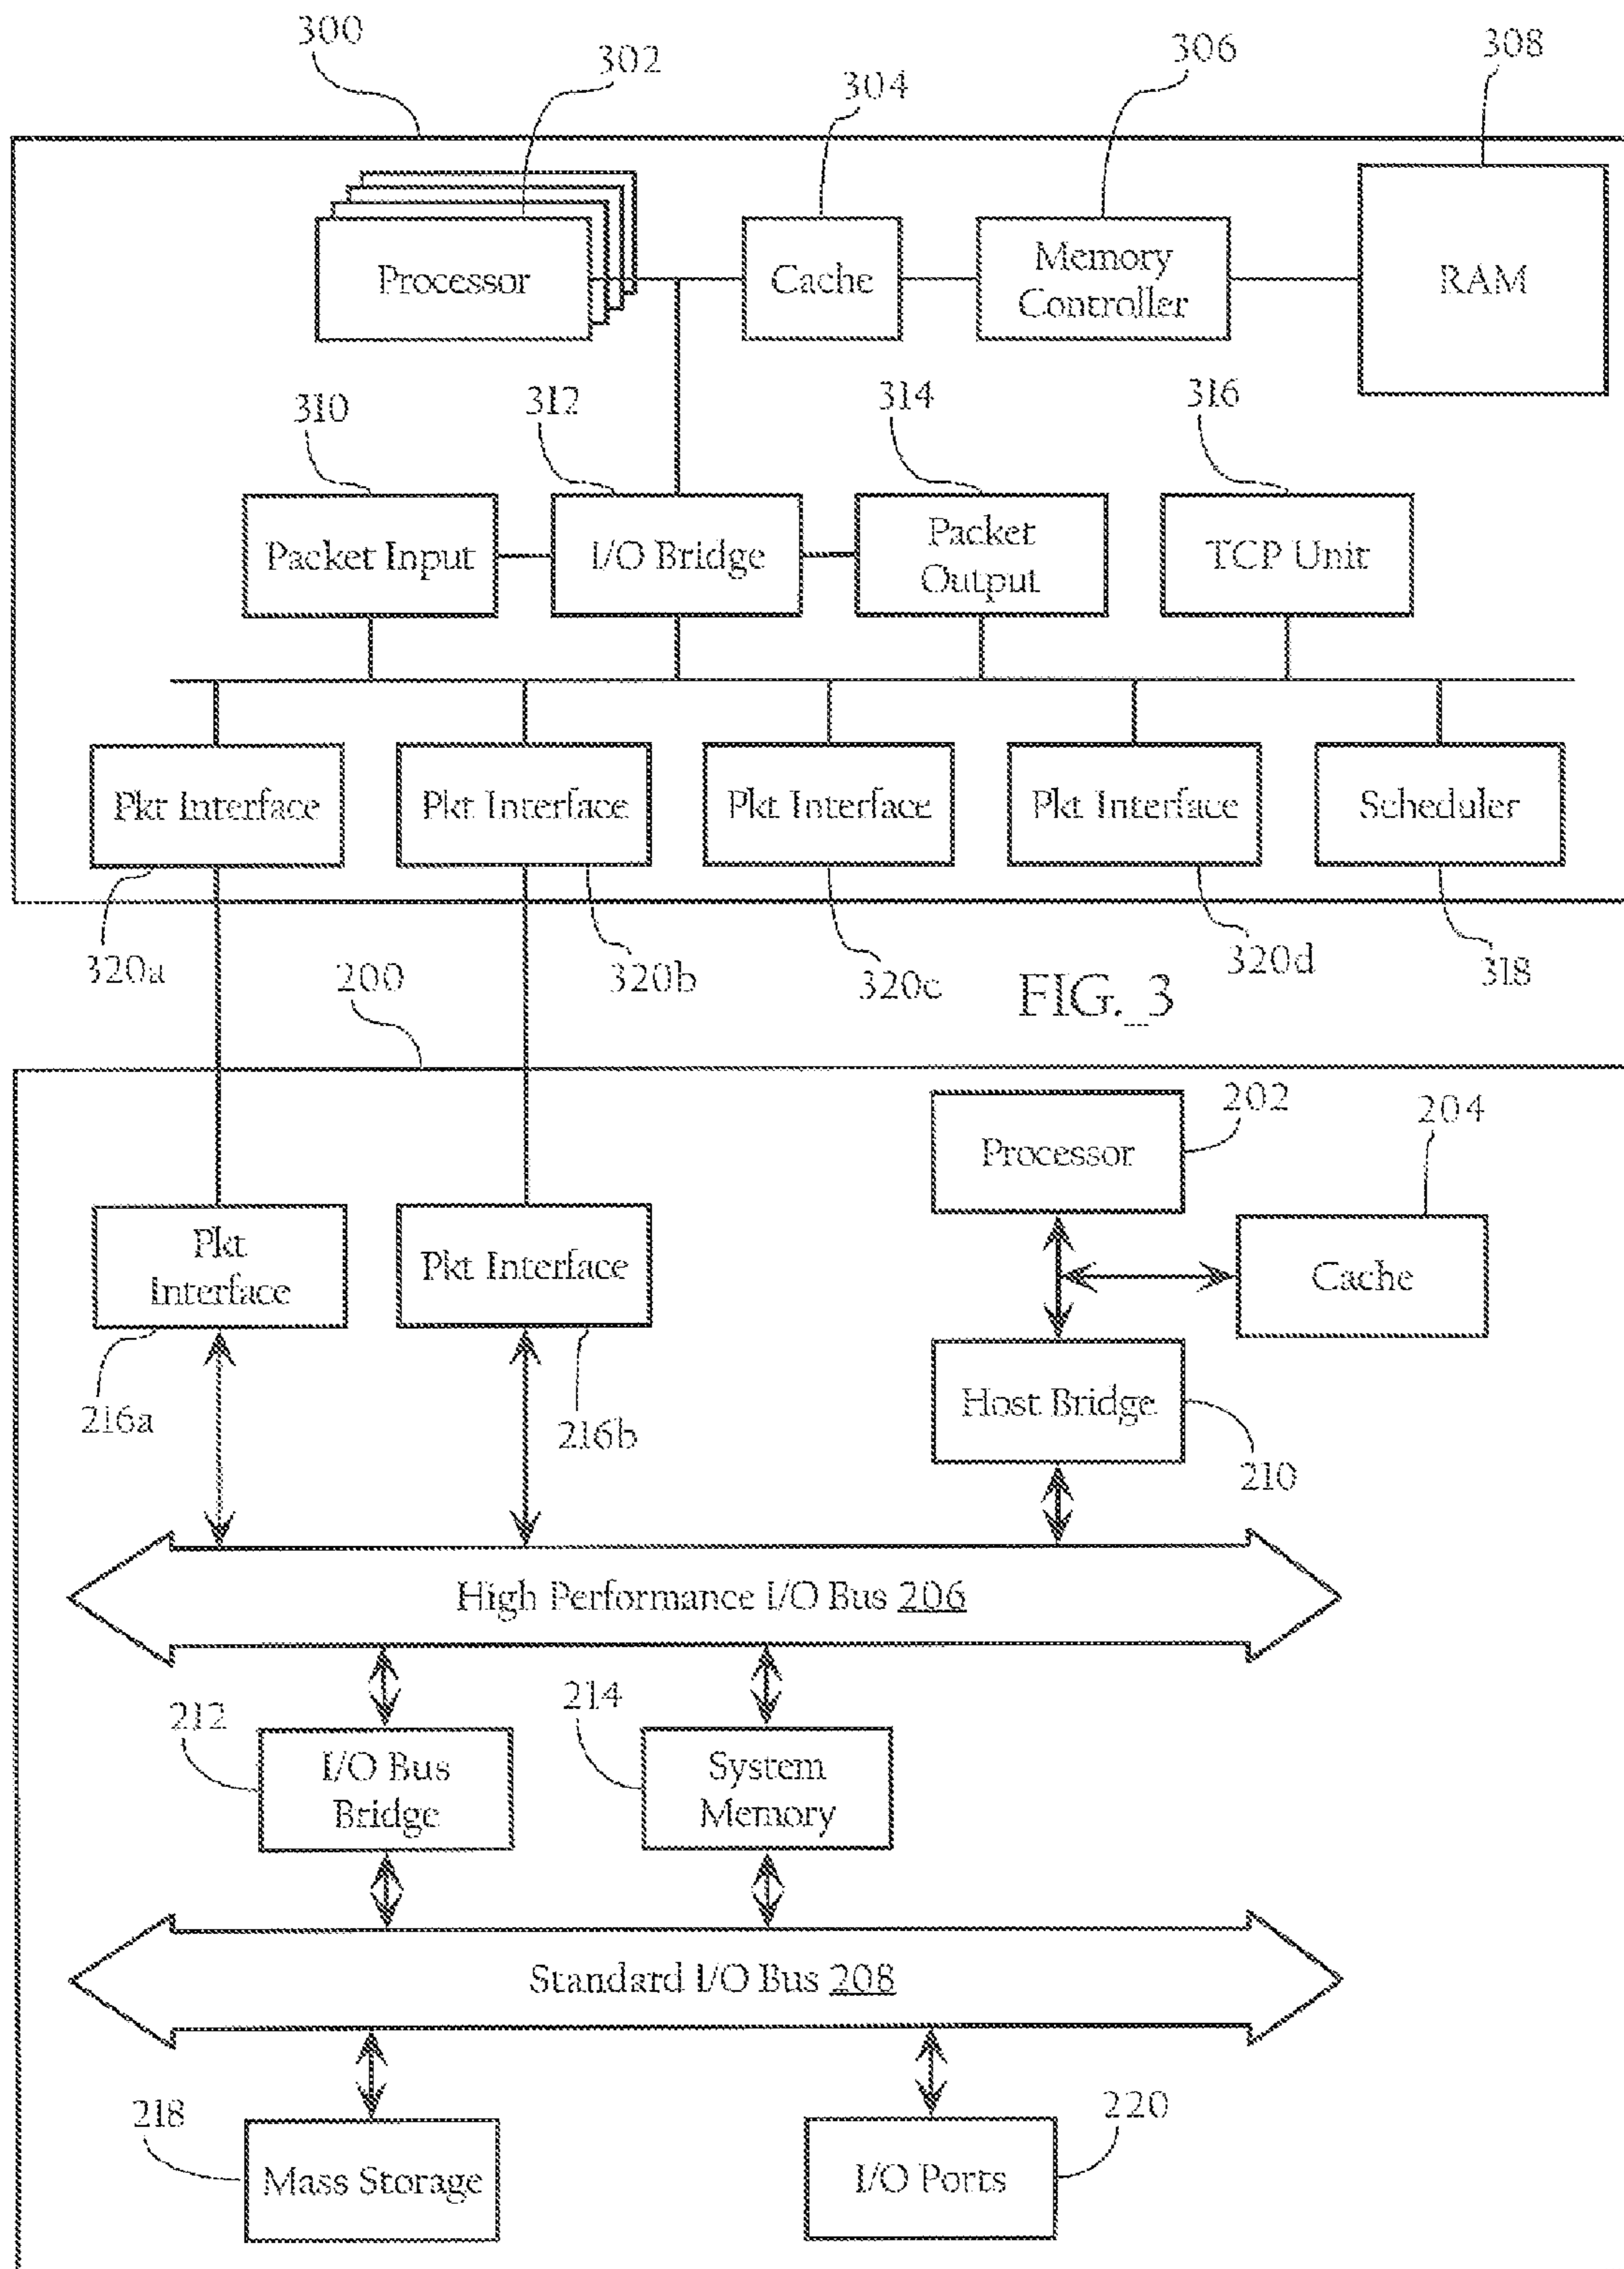 300
302
304
306
308
Processor
Cache
Memory
Controller
RAM
310
312
314
316
Packet Input
I/O Bridge
Packet
Output
TCP Unit
Pkt Interface
Pkt Interface
Pkt Interface
Pkt Interface
Scheduler
320a
320b
320c
320d
318
FIG._3
200
202
204
Processor
Pkt
Interface
Pkt Interface
Cache
216a
216b
Host Bridge
210
High Performance I/O Bus 206
212
214
I/O Bus
Bridge
System
Memory
Standard I/O Bus 208
218
220
Mass Storage
I/O Ports